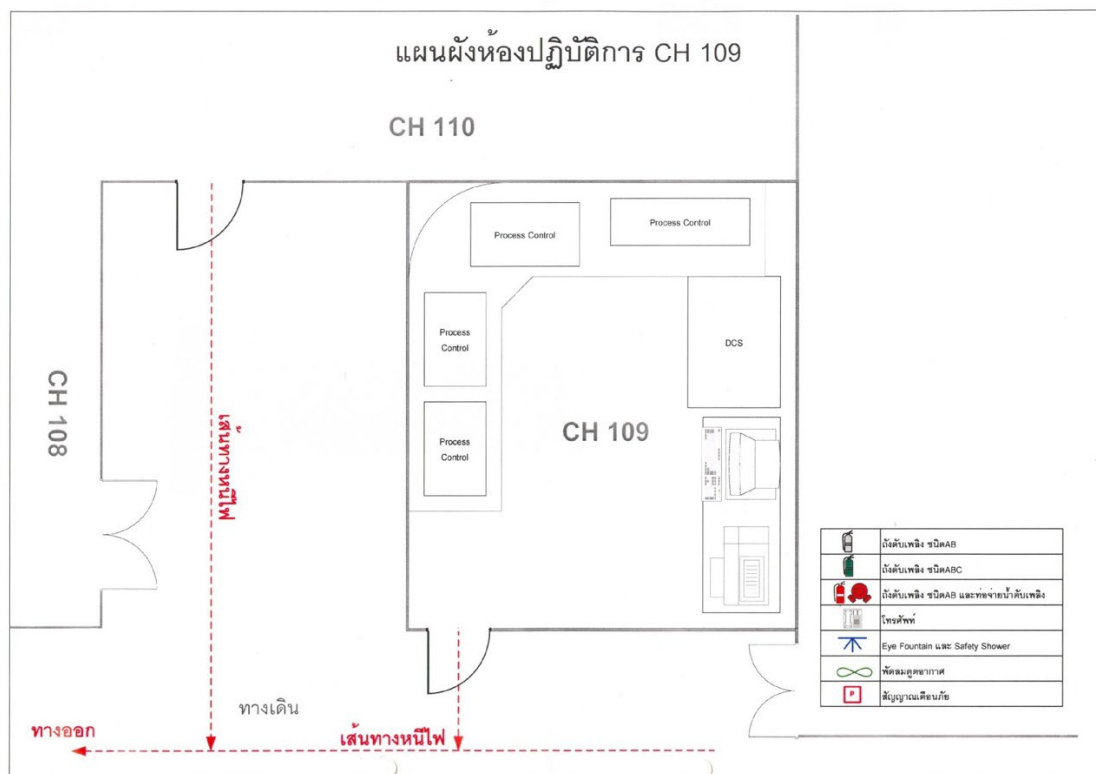 แผนผังห้องปฏิบัติการ CH 109
CH 110
Process Control
Process Control
Process
Control
DCS
CH 108
เส้นทางหนีไฟ
Process
Control
CH 109
ถังดับเพลิง ชนิดAB
ถังดับเพลิง ชนิดABC
ถังดับเพลิง ชนิดAB และท่อจ่ายน้ำดับเพลิง
โทรศัพท์
Eye Fountain และ Safety Shower
พัดลมดูดอากาศ
P
สัญญาณเตือนภัย
ทางเดิน
ทางออก
เส้นทางหนีไฟ